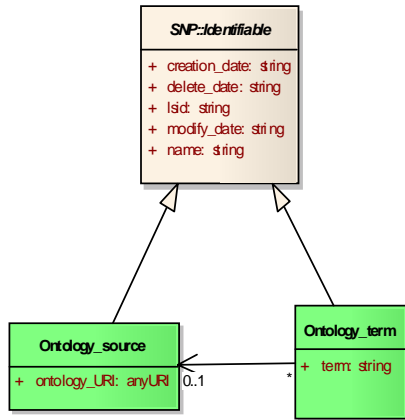 SNP::Identifiable
+ creation_date: string
+ delete_date: string
+ lsid: string
+ modify_date: string
+ name: string
Ontology_source
+ ontology_URI: anyURI
0..1
*
Ontology_term
+ term: string